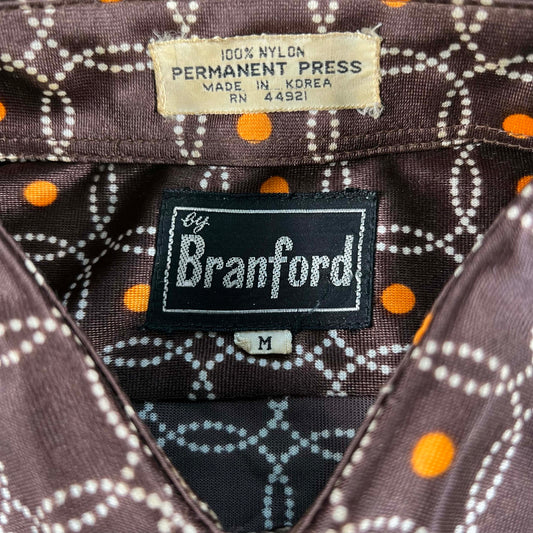 100% NYLON
PERMANENT PRESS
MADE IN KOREA
RN 44921
by
Branford
M